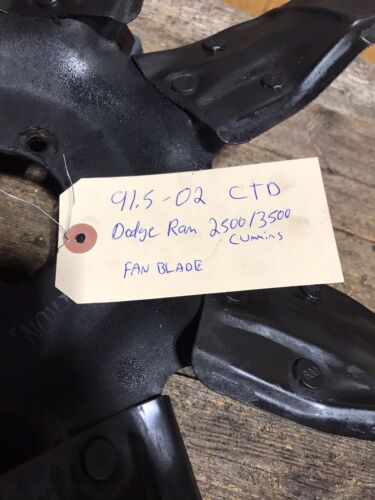 91.5-02 CTD
Dodge Ram 2500/3500
Cummins
FAN BLADE